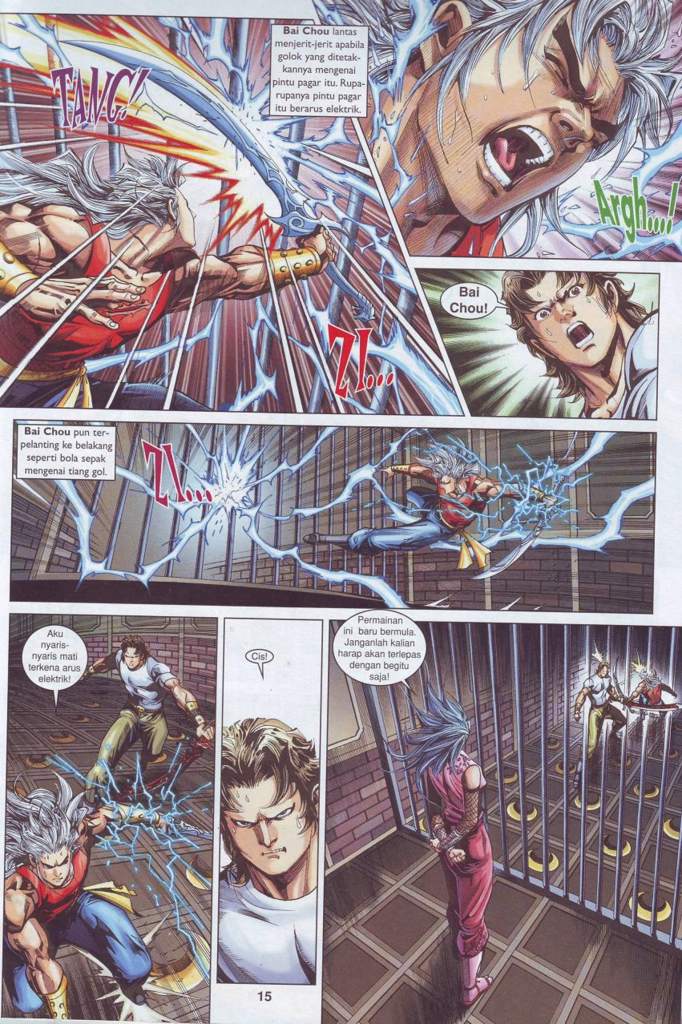 TANG!
Bai Chou lantas
menjerit-jerit apabila
golok yang ditetak-
kannya mengenai
pintu pagar itu. Rupa-
rupanya pintu pagar
itu berarus elektrik.
Argh....!
ZI...
Bai
Chou!
Bai Chou pun ter-
pelanting ke belakang
seperti bola sepak
mengenai tiang gol.
ZI...
Aku
nyaris-
nyaris mati
terkena arus
elektrik!
Cis!
Permainan
ini baru bermula.
Janganlah kalian
harap akan terlepas
dengan begitu
saja!
15